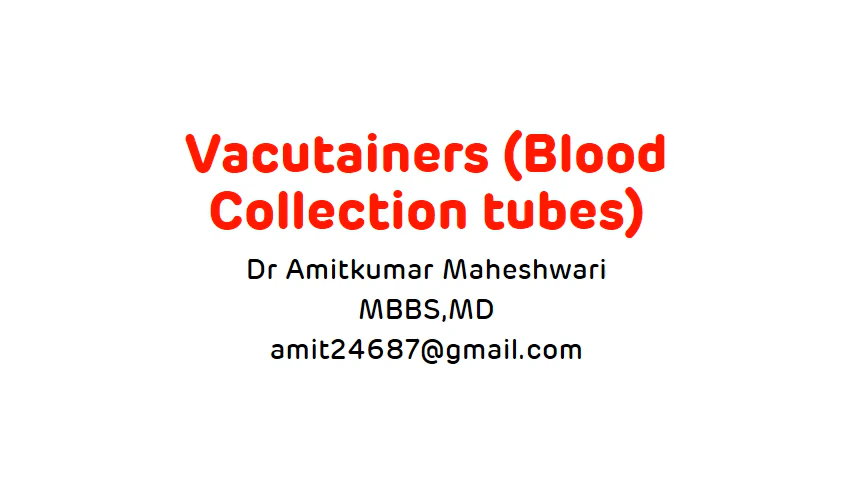 Vacutainers (Blood
Collection tubes)
Dr Amitkumar Maheshwari
MBBS,MD
amit24687@gmail.com